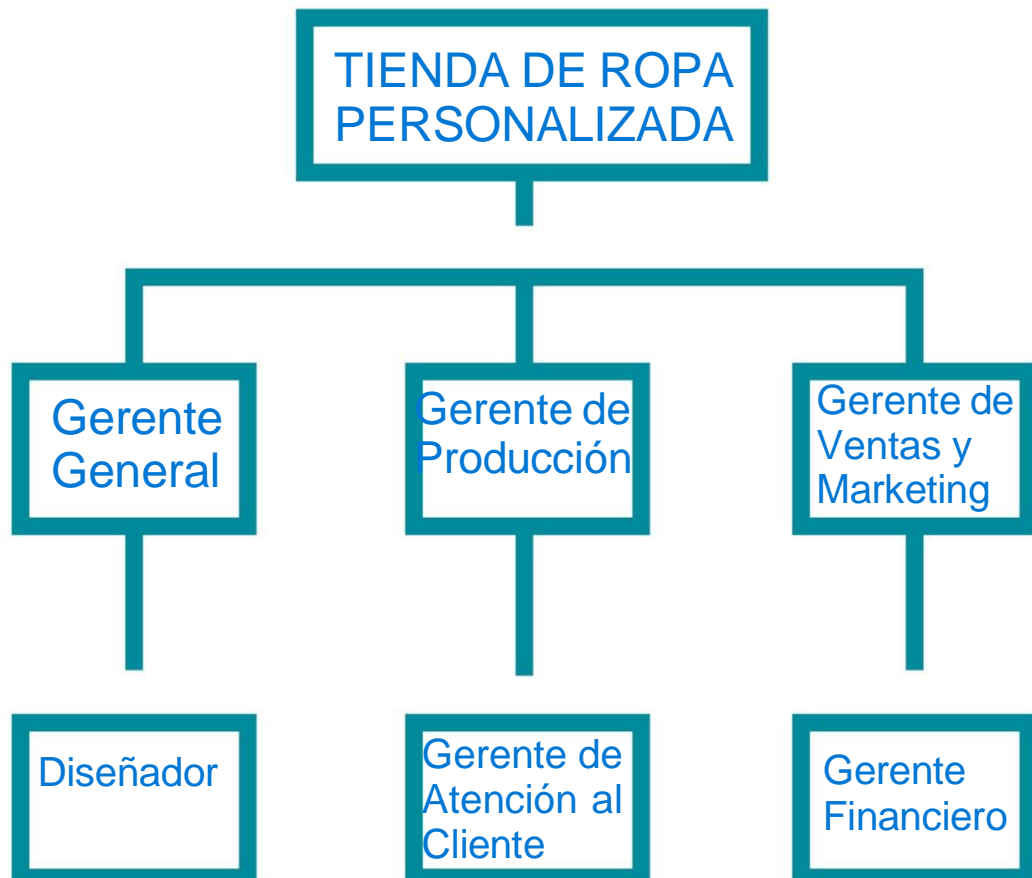 TIENDA DE ROPA
PERSONALIZADA
Gerente
General
Gerente de
Producción
Gerente de
Ventas y
Marketing
Diseñador
Gerente de
Atención al
Cliente
Gerente
Financiero